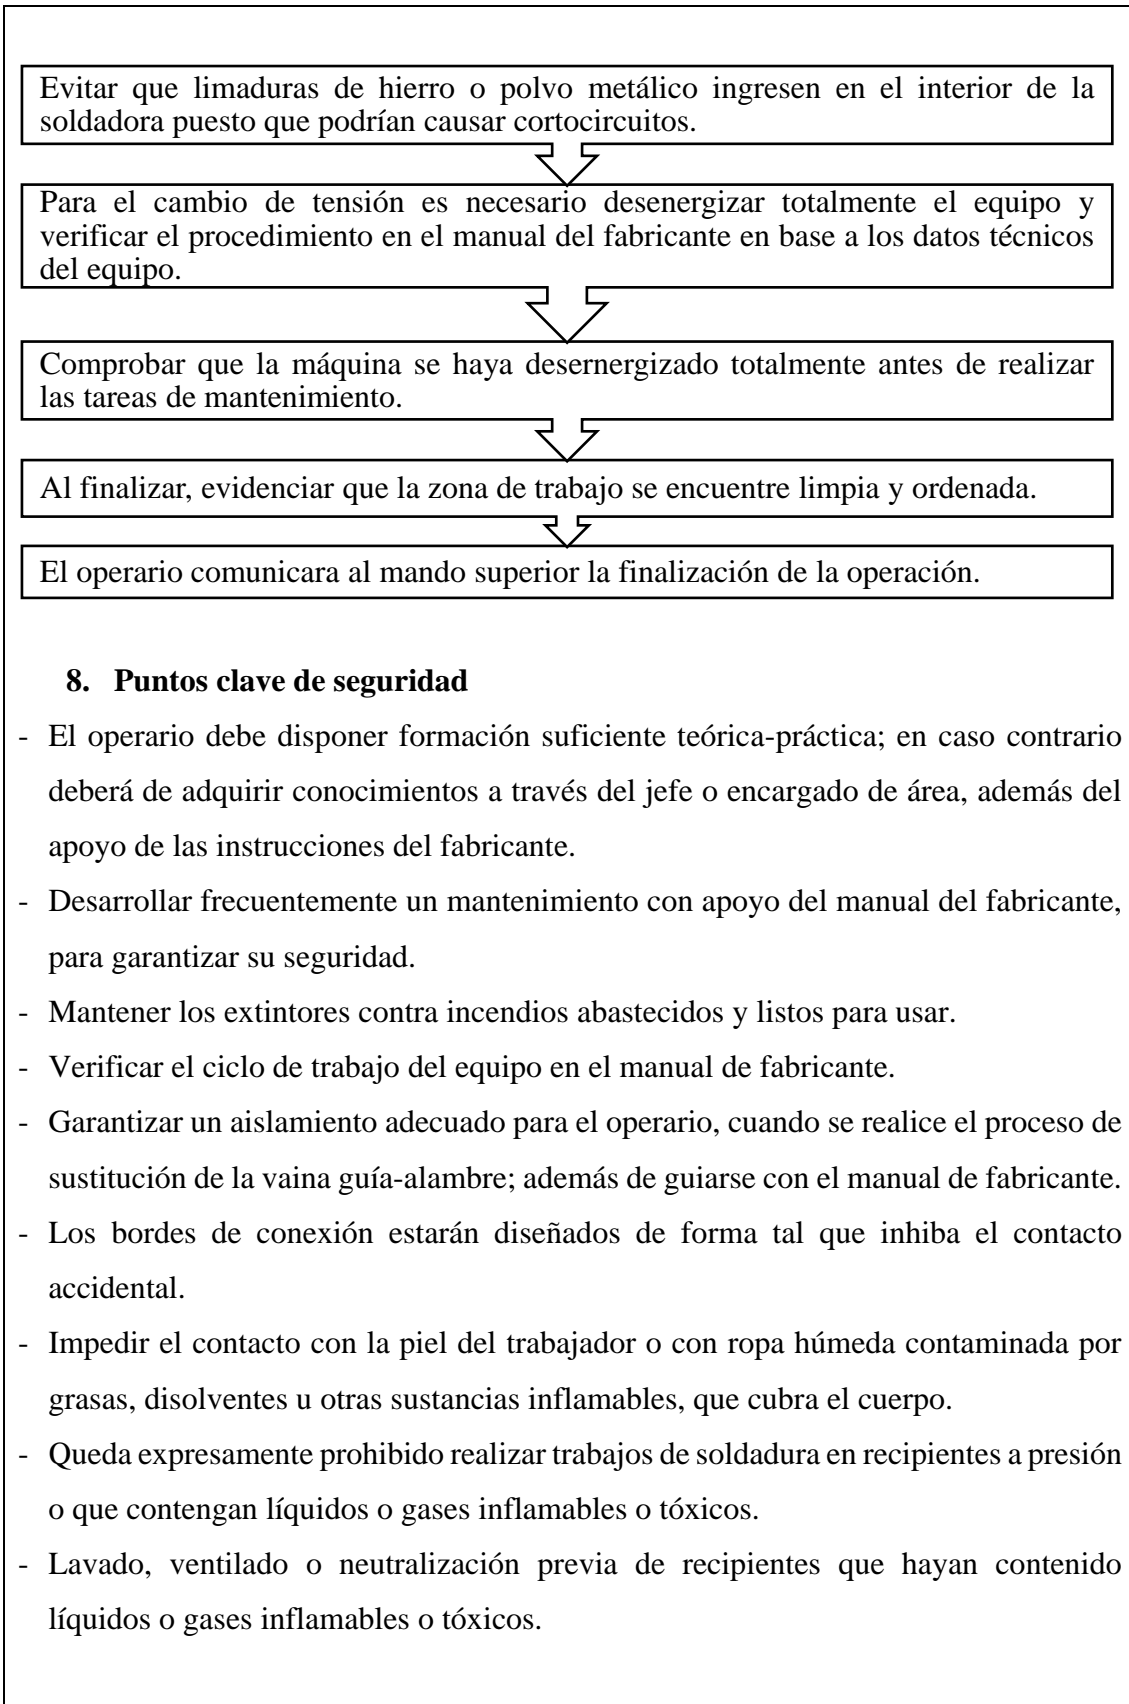 Evitar que limaduras de hierro o polvo metálico ingresen en el interior de la
soldadora puesto que podrían causar cortocircuitos.
Para el cambio de tensión es necesario desenergizar totalmente el equipo y
verificar el procedimiento en el manual del fabricante en base a los datos técnicos
del equipo.
Comprobar que la máquina se haya desernergizado totalmente antes de realizar
las tareas de mantenimiento.
Al finalizar, evidenciar que la zona de trabajo se encuentre limpia y ordenada.
El operario comunicara al mando superior la finalización de la operación.
8. Puntos clave de seguridad
- El operario debe disponer formación suficiente teórica-práctica; en caso contrario
deberá de adquirir conocimientos a través del jefe o encargado de área, además del
apoyo de las instrucciones del fabricante.
- Desarrollar frecuentemente un mantenimiento con apoyo del manual del fabricante,
para garantizar su seguridad.
- Mantener los extintores contra incendios abastecidos y listos para usar.
- Verificar el ciclo de trabajo del equipo en el manual de fabricante.
- Garantizar un aislamiento adecuado para el operario, cuando se realice el proceso de
sustitución de la vaina guía-alambre; además de guiarse con el manual de fabricante.
- Los bordes de conexión estarán diseñados de forma tal que inhiba el contacto
accidental.
- Impedir el contacto con la piel del trabajador o con ropa húmeda contaminada por
grasas, disolventes u otras sustancias inflamables, que cubra el cuerpo.
- Queda expresamente prohibido realizar trabajos de soldadura en recipientes a presión
o que contengan líquidos o gases inflamables o tóxicos.
- Lavado, ventilado o neutralización previa de recipientes que hayan contenido
líquidos o gases inflamables o tóxicos.